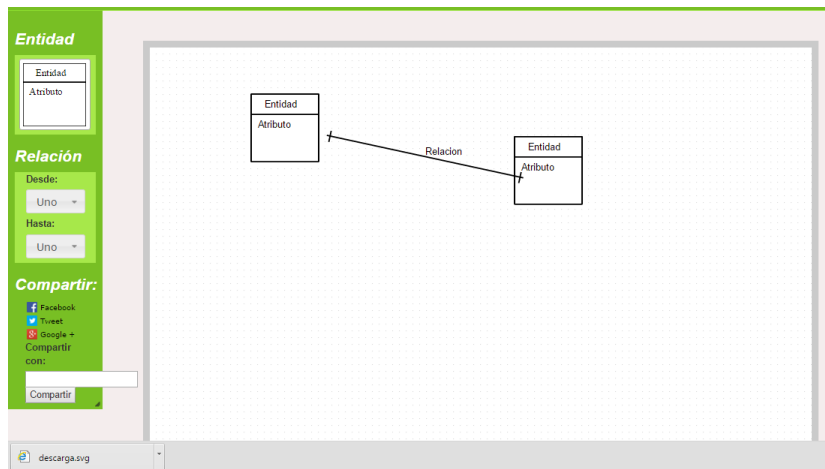 Entidad
Entidad
Atributo
Relación
Desde:
Uno
Hasta:
Uno
Compartir:
Facebook
Tweet
Google +
Compartir
con:
Compartir
Entidad
Atributo
Relacion
Entidad
Atributo
descarga.svg